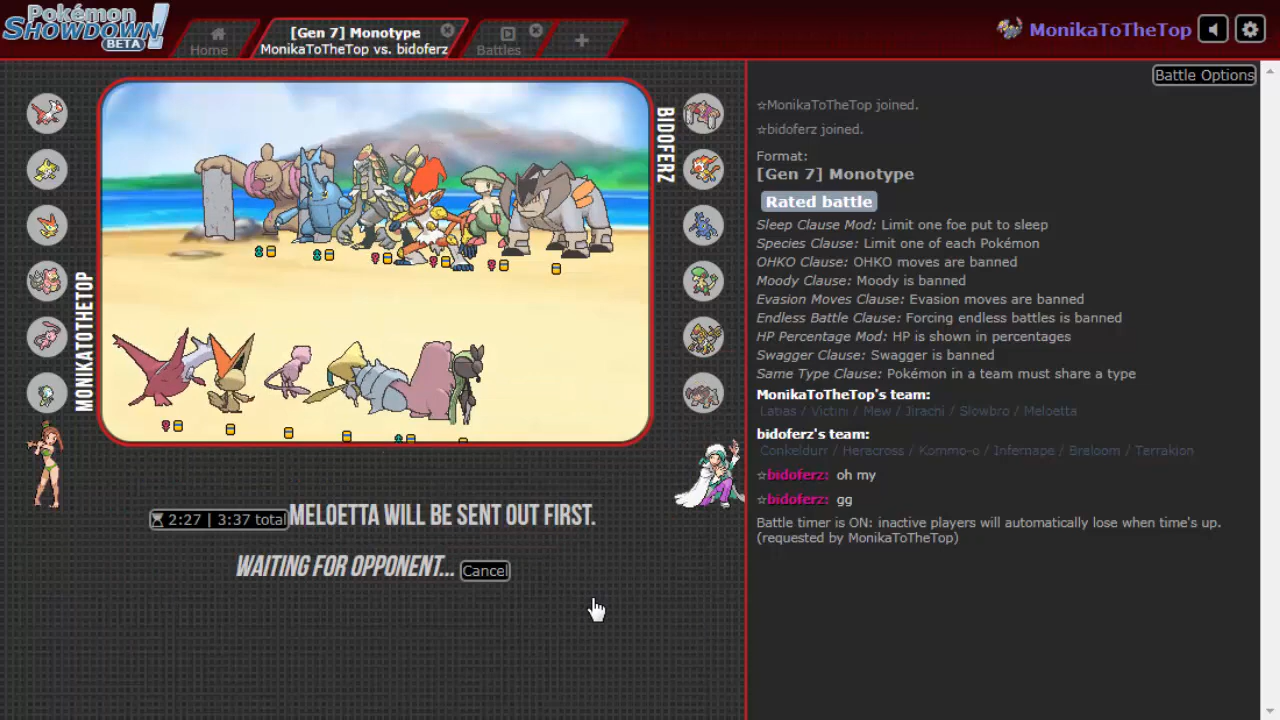 Pokémon
SHOWDOWN!
BETA
Home
[Gen 7] Monotype
MonikaToTheTop vs. bidoferz
Battles
MonikaToTheTop
Battle Options
MONIKATOTHETOP
BIDOFERZ
2:27 | 3:37 total
MELOETTA WILL BE SENT OUT FIRST.
WAITING FOR OPPONENT... Cancel
☆MonikaToTheTop joined.
☆bidoferz joined.
Format:
[Gen 7] Monotype
Rated battle
Sleep Clause Mod: Limit one foe put to sleep
Species Clause: Limit one of each Pokémon
OHKO Clause: OHKO moves are banned
Moody Clause: Moody is banned
Evasion Moves Clause: Evasion moves are banned
Endless Battle Clause: Forcing endless battles is banned
HP Percentage Mod: HP is shown in percentages
Swagger Clause: Swagger is banned
Same Type Clause: Pokémon in a team must share a type
MonikaToTheTop's team:
Latias / Victini / Mew / Jirachi / Slowbro / Meloetta
bidoferz's team:
Conkeldurr / Heracross / Kommo-o / Infernape / Breloom / Terrakion
☆bidoferz: oh my
☆bidoferz: gg
Battle timer is ON: inactive players will automatically lose when time's up.
(requested by MonikaToTheTop)